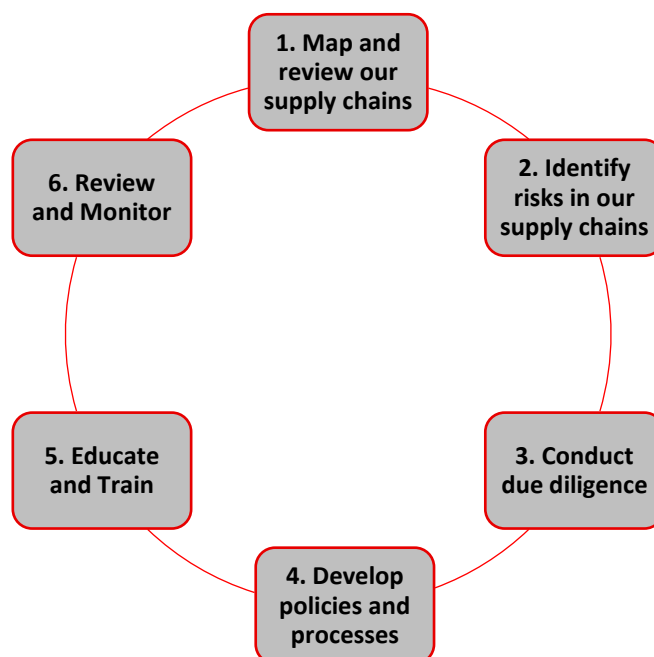 1. Map and
review our
supply chains
2. Identify
risks in our
supply chains
3. Conduct
due diligence
4. Develop
policies and
processes
5. Educate
and Train
6. Review
and Monitor